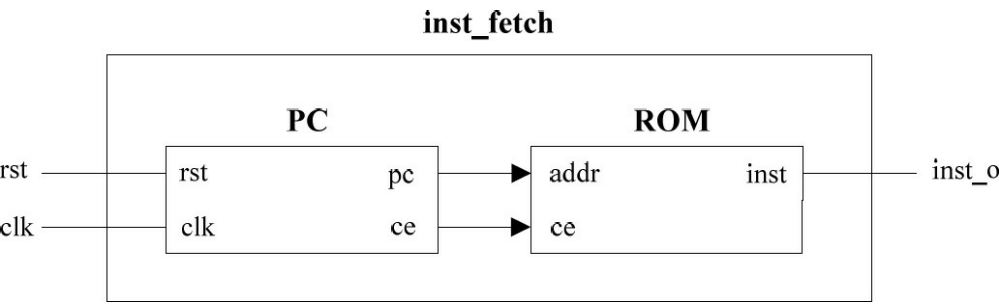 inst_fetch
PC ROM
rst rst pc addr inst inst_o
clk clk ce ce